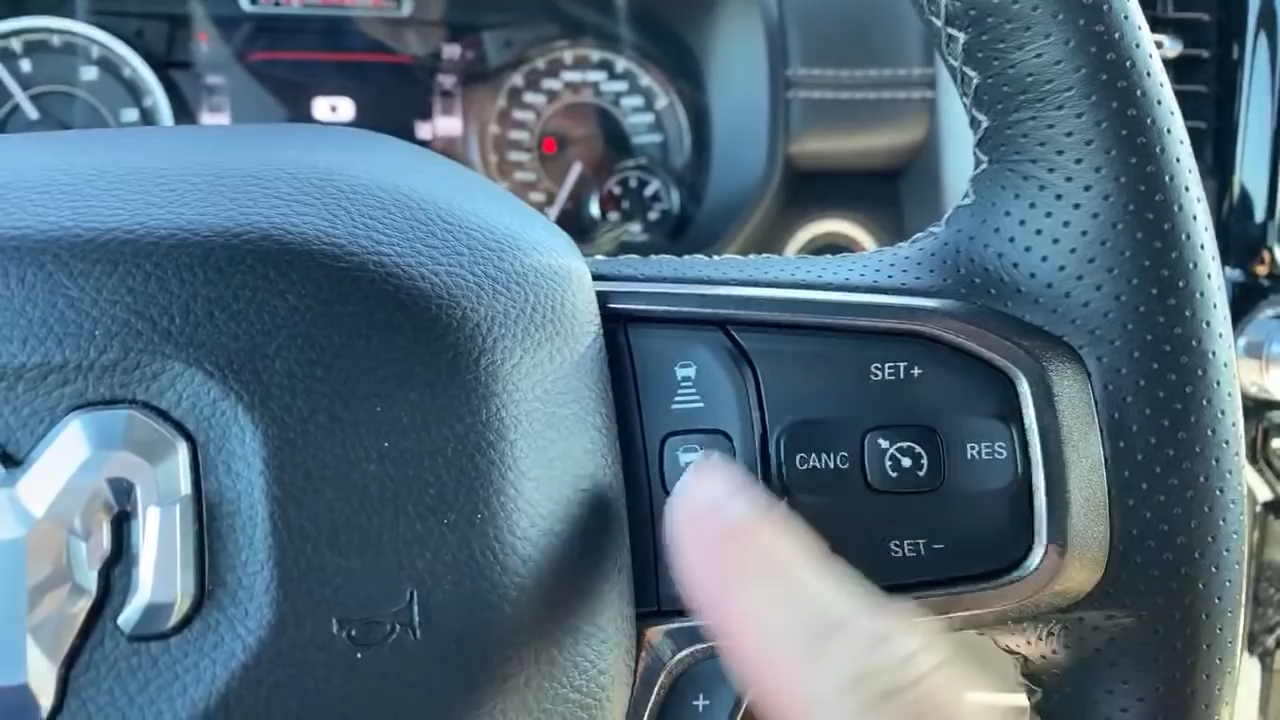 SET+
CANC
RES
SET–
+